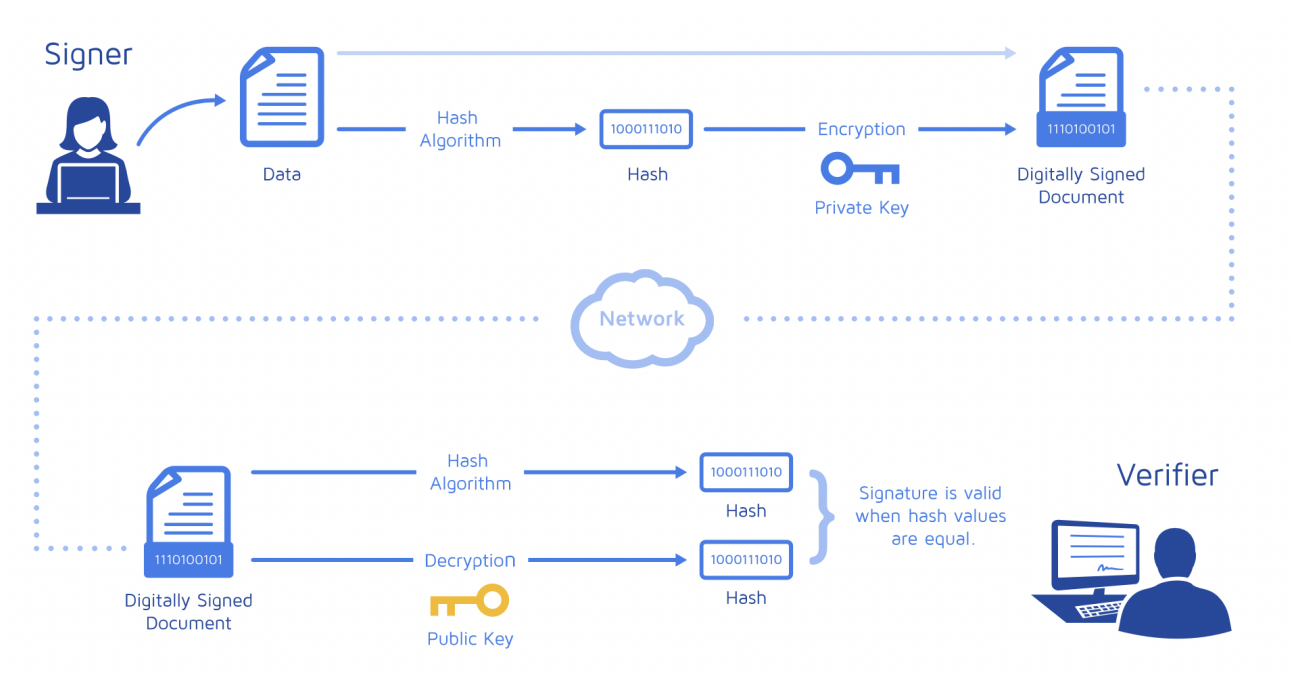 Signer
Hash
Algorithm
1000111010
Encryption
1110100101
Data
Hash
Private Key
Digitally Signed
Document
Network
Hash
Algorithm
1000111010
Hash
Signature is valid
when hash values
are equal.
Verifier
1110100101
Decryption
1000111010
Hash
Digitally Signed
Document
Public Key